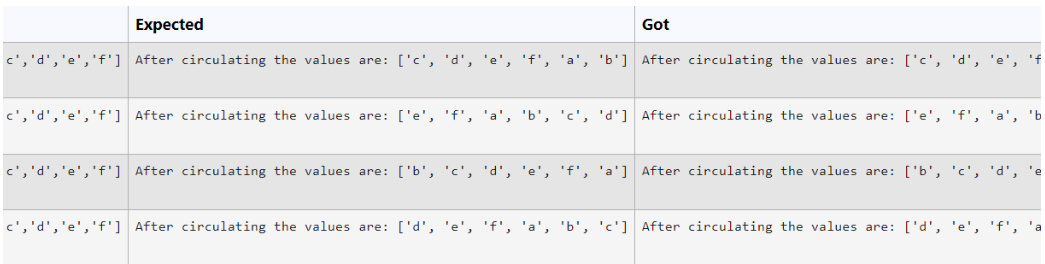 Expected Got
c','d','e','f'] After circulating the values are: ['c', 'd', 'e', 'f', 'a', 'b'] After circulating the values are: ['c', 'd', 'e', 'f
c','d','e','f'] After circulating the values are: ['e', 'f', 'a', 'b', 'c', 'd'] After circulating the values are: ['e', 'f', 'a', 'b
c','d','e','f'] After circulating the values are: ['b', 'c', 'd', 'e', 'f', 'a'] After circulating the values are: ['b', 'c', 'd', 'e
c','d','e','f'] After circulating the values are: ['d', 'e', 'f', 'a', 'b', 'c'] After circulating the values are: ['d', 'e', 'f', 'a